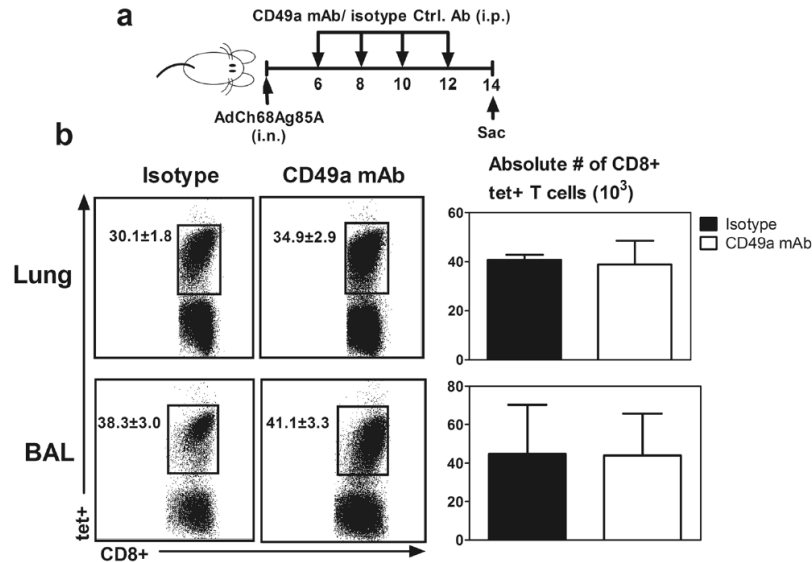 a
CD49a mAb/ isotype Ctrl. Ab (i.p.)
6 8 10 12 14
AdCh68Ag85A
(i.n.)
Sac
b
Isotype
CD49a mAb
Absolute # of CD8+
tet+ T cells (10³)
Lung
30.1±1.8
34.9±2.9
60
40
20
0
Isotype
CD49a mAb
BAL
38.3±3.0
41.1±3.3
80
60
40
20
0
tet+
CD8+